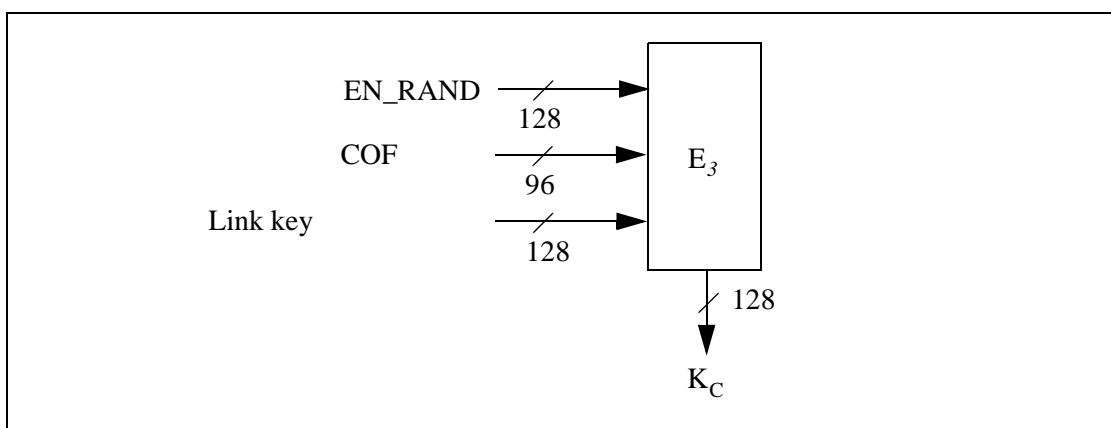 EN_RAND
128
COF
96
E3
Link key
128
128
KC